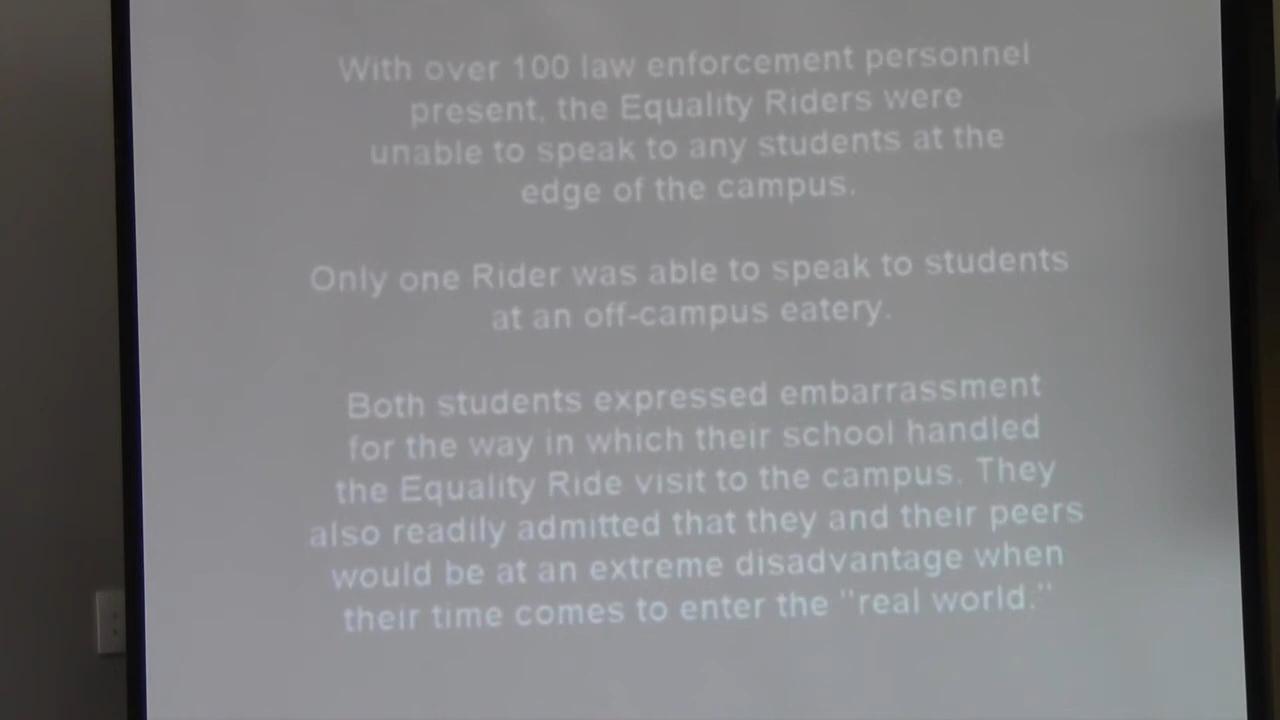 With over 100 law enforcement personnel
present, the Equality Riders were
unable to speak to any students at the
edge of the campus.
Only one Rider was able to speak to students
at an off-campus eatery.
Both students expressed embarrassment
for the way in which their school handled
the Equality Ride visit to the campus. They
also readily admitted that they and their peers
would be at an extreme disadvantage when
their time comes to enter the "real world."